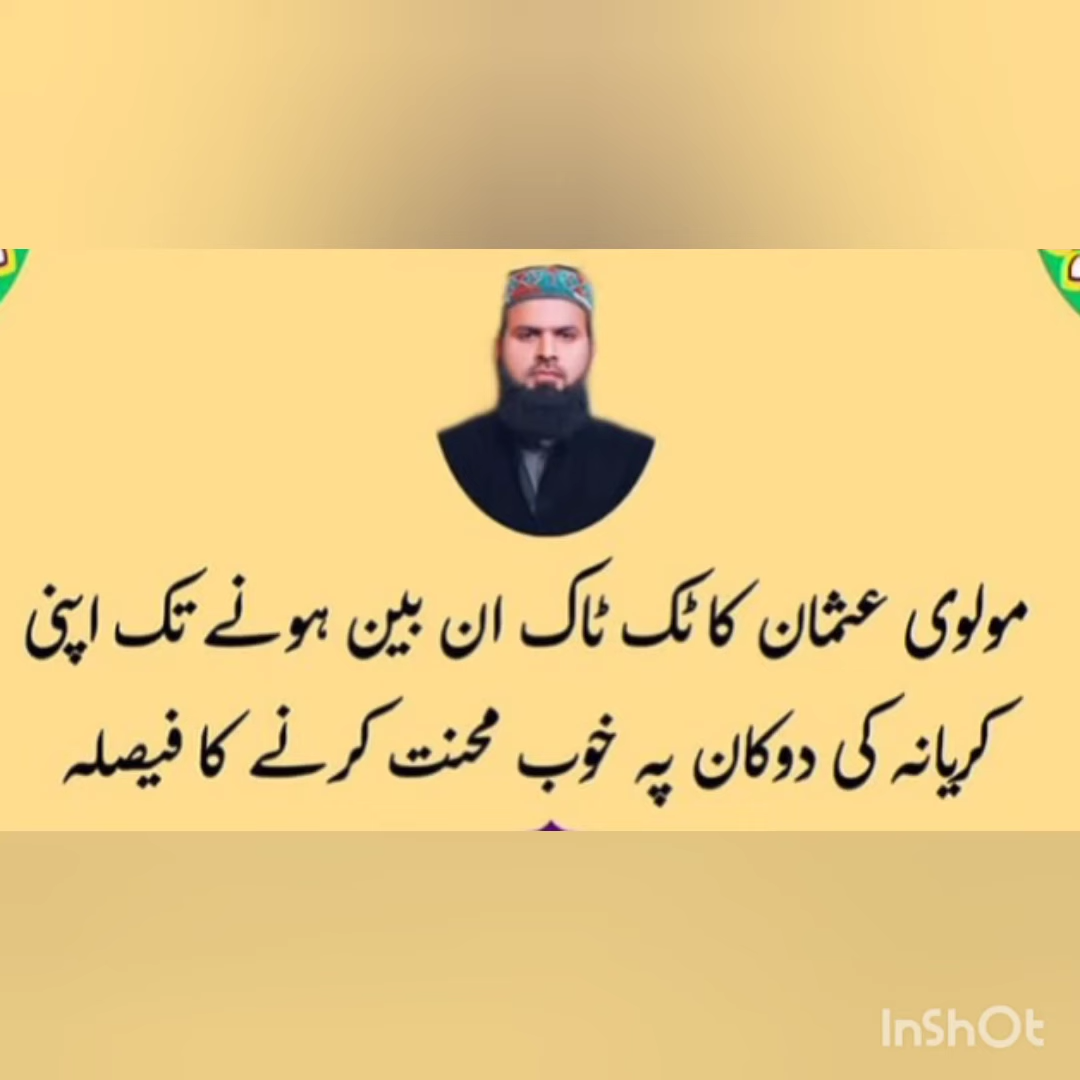 مولوی عثمان کا ٹک ٹاک ان بین ہونے تک اپنی
کریانہ کی دوکان پہ خوب محنت کرنے کا فیصلہ
InShOt